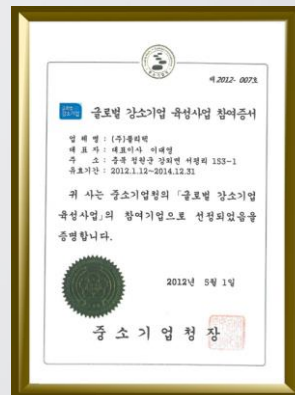 제2012-0073호
글로벌 강소기업 육성사업 참여증서
업 체 명 : (주)폴리텍
대 표 자 : 대표이사 이대영
주 소 : 충북 청원군 강외면 서평리 153-1
유효기간 : 2012.1.12~2014.12.31
귀 사는 중소기업청의 「글로벌 강소기업
육성사업」의 참여기업으로 선정되었음을
증명합니다.
2012년 5월 1일
중소기업청장